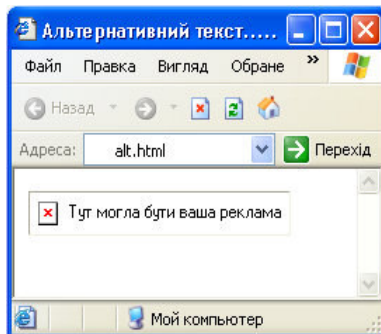 Альтернативний текст.....
Файл Правка Вигляд Обране »
Назад
Адреса: alt.html Перехід
Тут могла бути ваша реклама
Мой компьютер